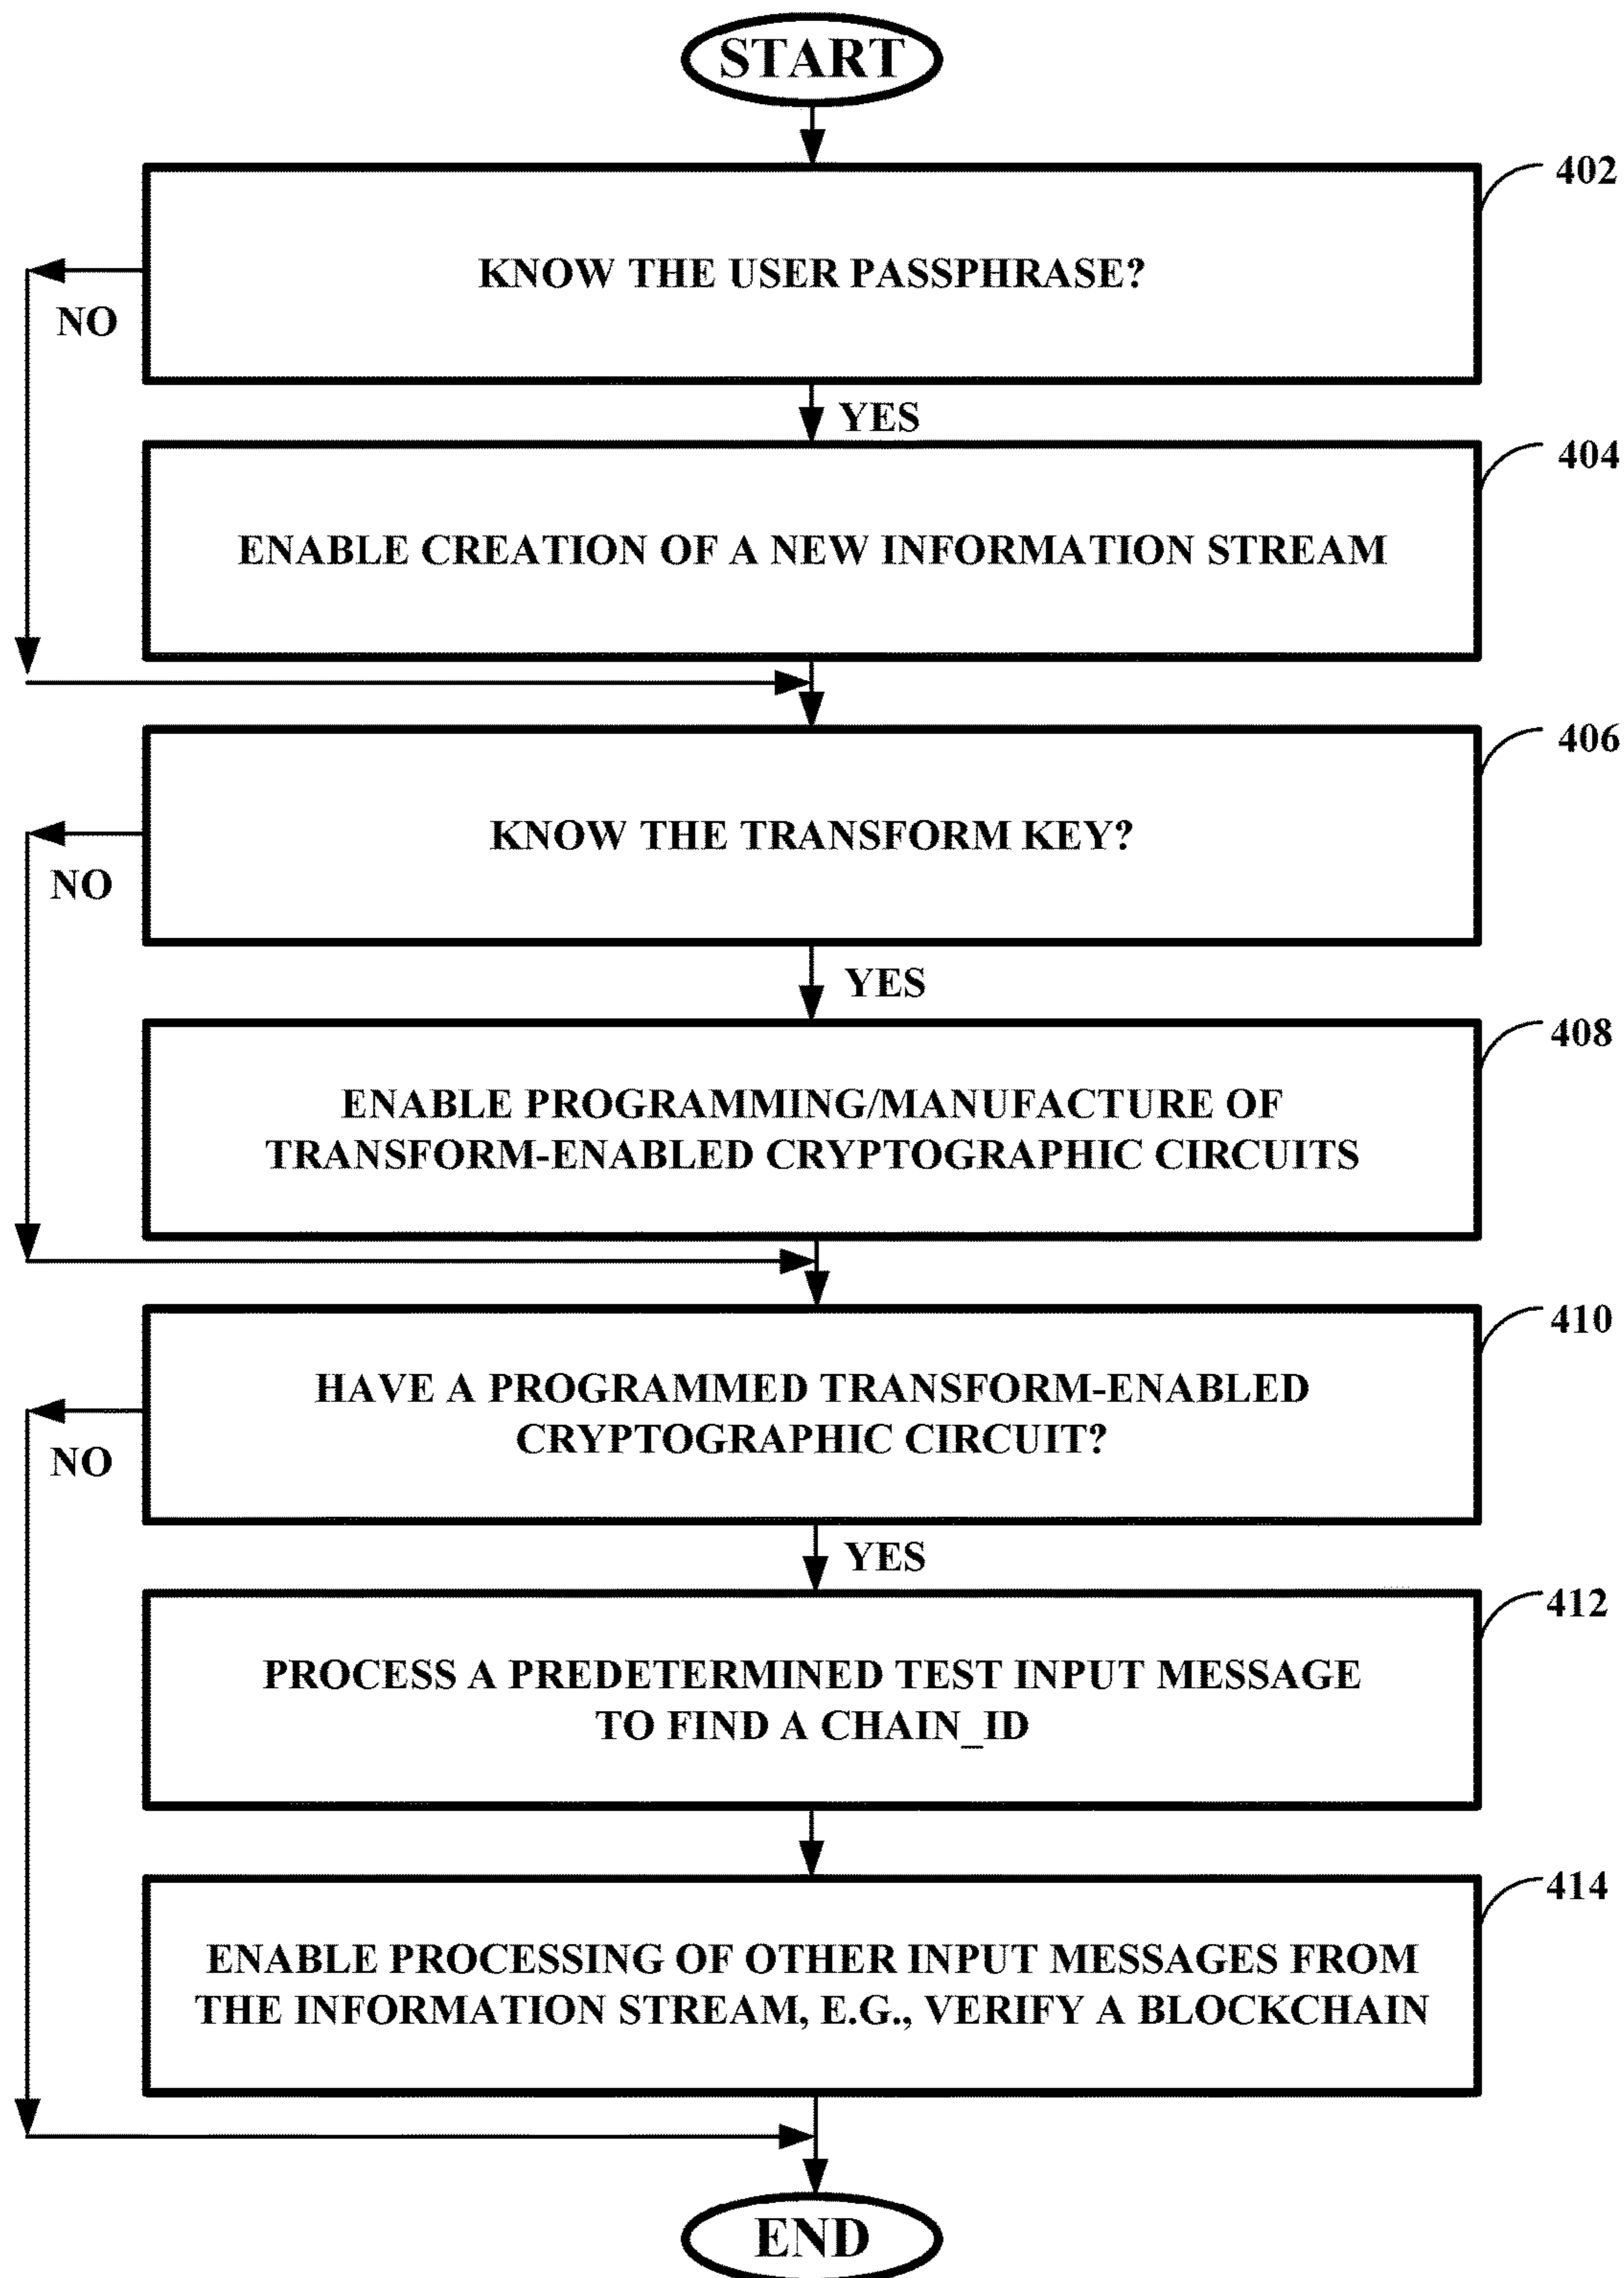 START
402
KNOW THE USER PASSPHRASE?
NO
YES
404
ENABLE CREATION OF A NEW INFORMATION STREAM
406
KNOW THE TRANSFORM KEY?
NO
YES
408
ENABLE PROGRAMMING/MANUFACTURE OF
TRANSFORM-ENABLED CRYPTOGRAPHIC CIRCUITS
410
HAVE A PROGRAMMED TRANSFORM-ENABLED
CRYPTOGRAPHIC CIRCUIT?
NO
YES
412
PROCESS A PREDETERMINED TEST INPUT MESSAGE
TO FIND A CHAIN_ID
414
ENABLE PROCESSING OF OTHER INPUT MESSAGES FROM
THE INFORMATION STREAM, E.G., VERIFY A BLOCKCHAIN
END